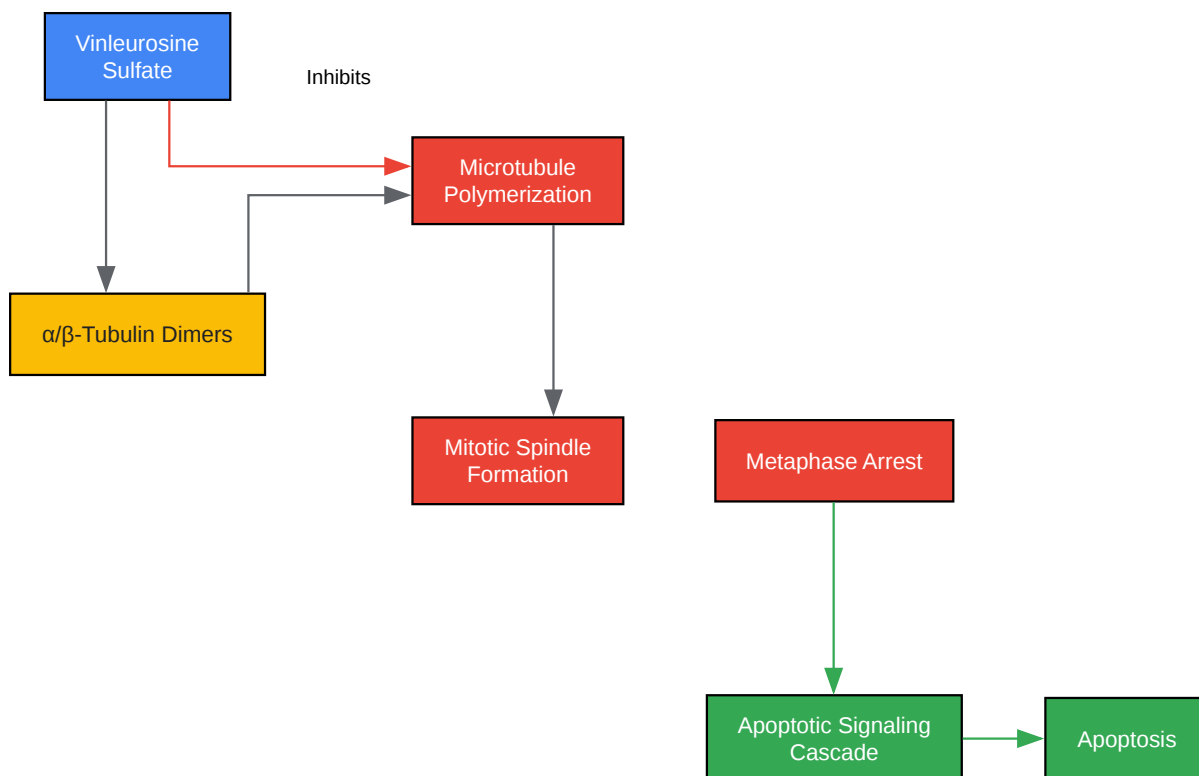 Vinleurosine
Sulfate
Inhibits
Microtubule
Polymerization
α/β-Tubulin Dimers
Mitotic Spindle
Formation
Metaphase Arrest
Apoptotic Signaling
Cascade
Apoptosis